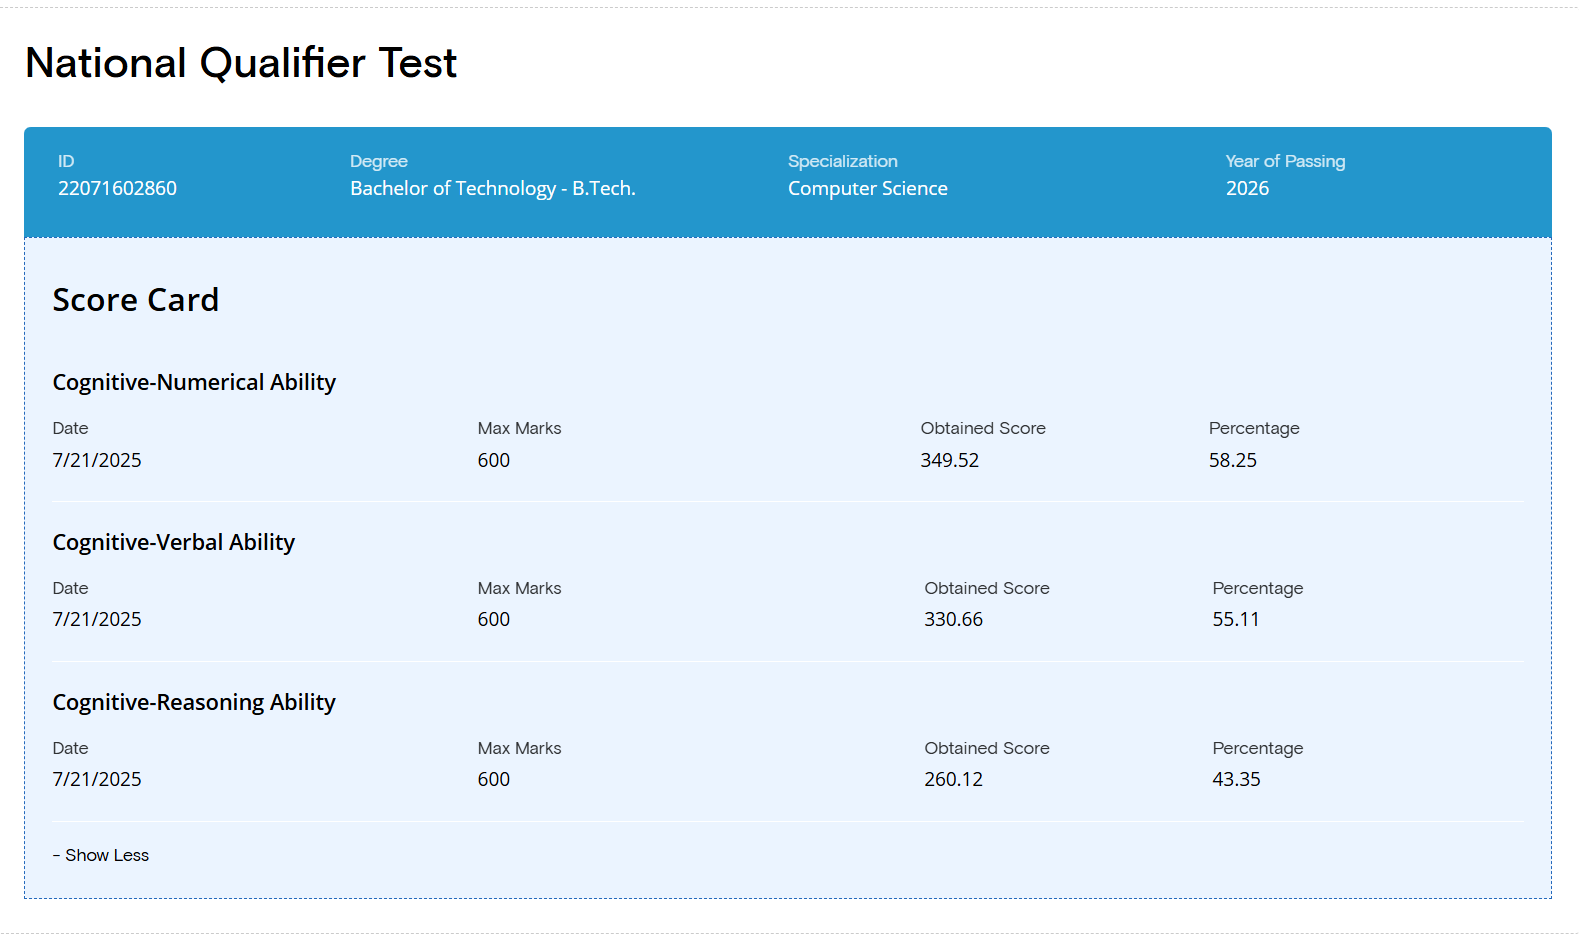 National Qualifier Test
ID Degree Specialization Year of Passing
22071602860 Bachelor of Technology - B.Tech. Computer Science 2026
Score Card
Cognitive-Numerical Ability
Date Max Marks Obtained Score Percentage
7/21/2025 600 349.52 58.25
Cognitive-Verbal Ability
Date Max Marks Obtained Score Percentage
7/21/2025 600 330.66 55.11
Cognitive-Reasoning Ability
Date Max Marks Obtained Score Percentage
7/21/2025 600 260.12 43.35
- Show Less